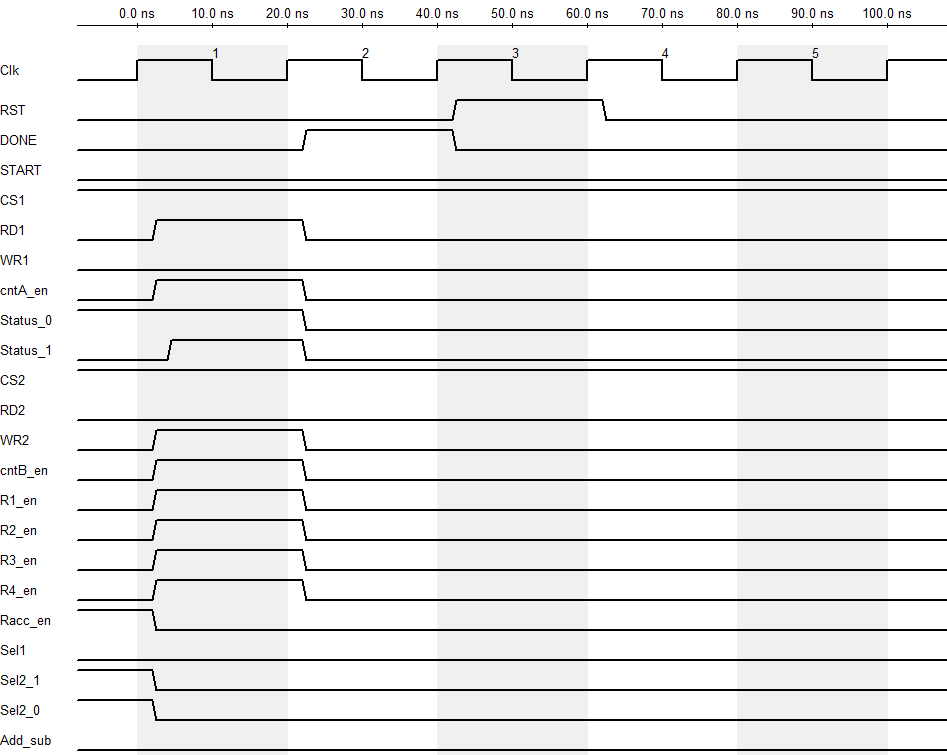 0.0 ns 10.0 ns 20.0 ns 30.0 ns 40.0 ns 50.0 ns 60.0 ns 70.0 ns 80.0 ns 90.0 ns 100.0 ns
1 2 3 4 5
Clk
RST
DONE
START
CS1
RD1
WR1
cntA_en
Status_0
Status_1
CS2
RD2
WR2
cntB_en
R1_en
R2_en
R3_en
R4_en
Racc_en
Sel1
Sel2_1
Sel2_0
Add_sub